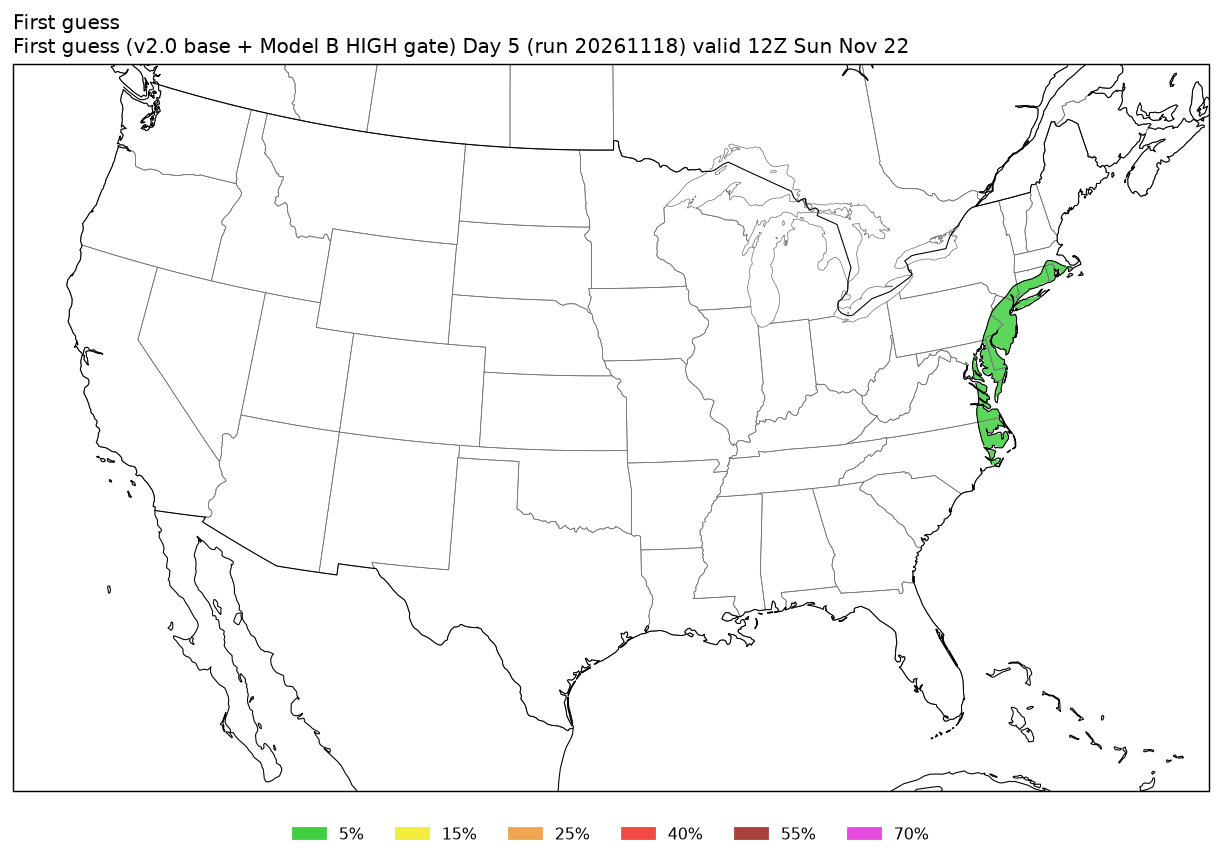 First guess
First guess (v2.0 base + Model B HIGH gate) Day 5 (run 20261118) valid 12Z Sun Nov 22
5% 15% 25% 40% 55% 70%